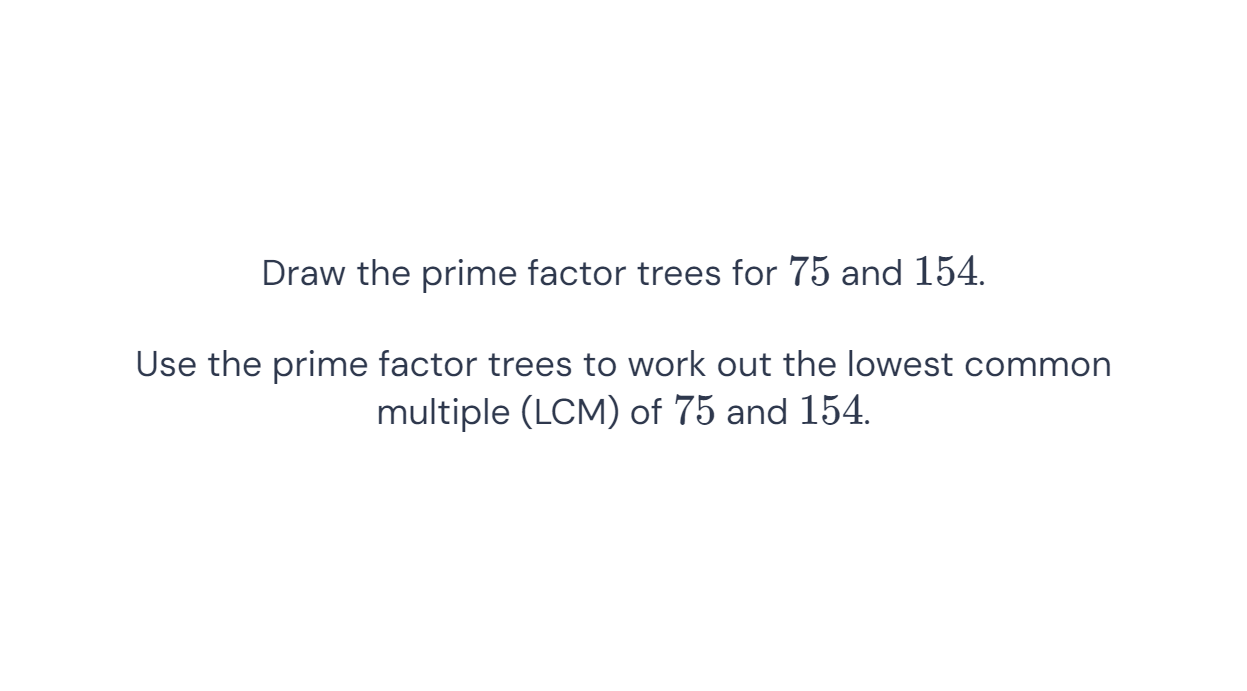 Draw the prime factor trees for 75 and 154.
Use the prime factor trees to work out the lowest common
multiple (LCM) of 75 and 154.